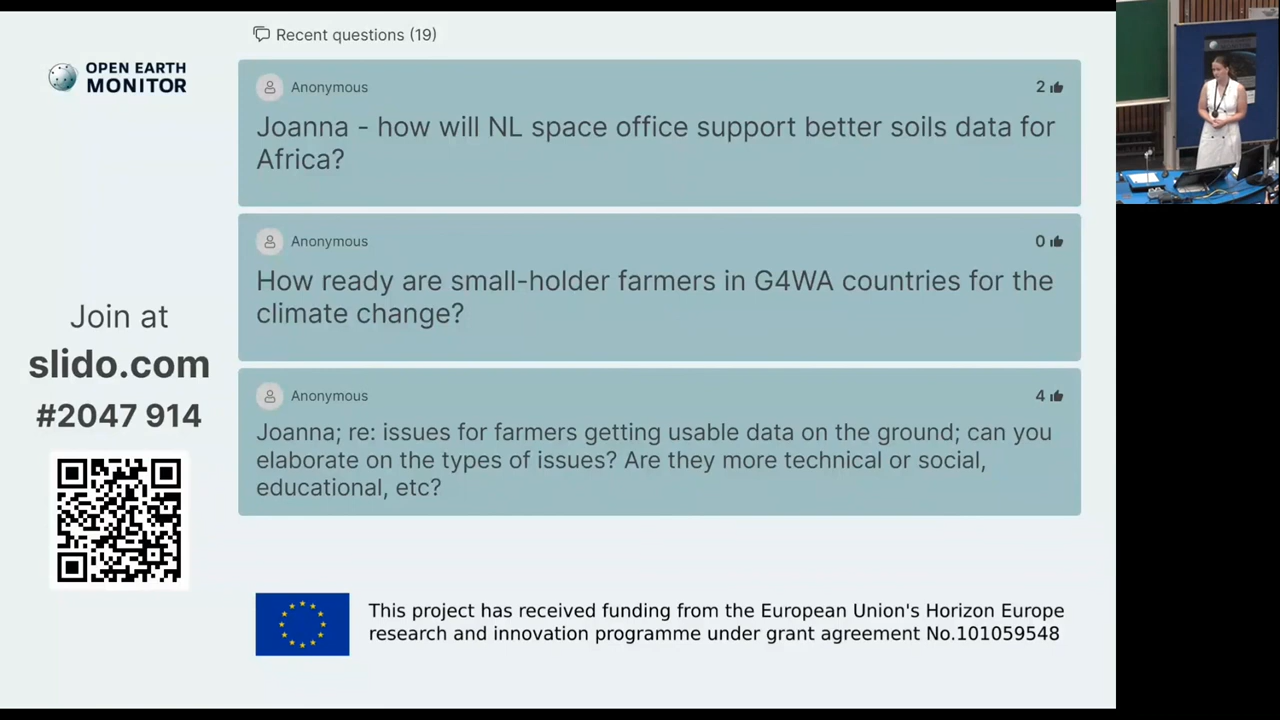 Recent questions (19)
OPEN EARTH
MONITOR
Anonymous
2
Joanna - how will NL space office support better soils data for
Africa?
Anonymous
0
How ready are small-holder farmers in G4WA countries for the
climate change?
Anonymous
4
Joanna; re: issues for farmers getting usable data on the ground; can you
elaborate on the types of issues? Are they more technical or social,
educational, etc?
Join at
slido.com
#2047 914
This project has received funding from the European Union's Horizon Europe
research and innovation programme under grant agreement No.101059548